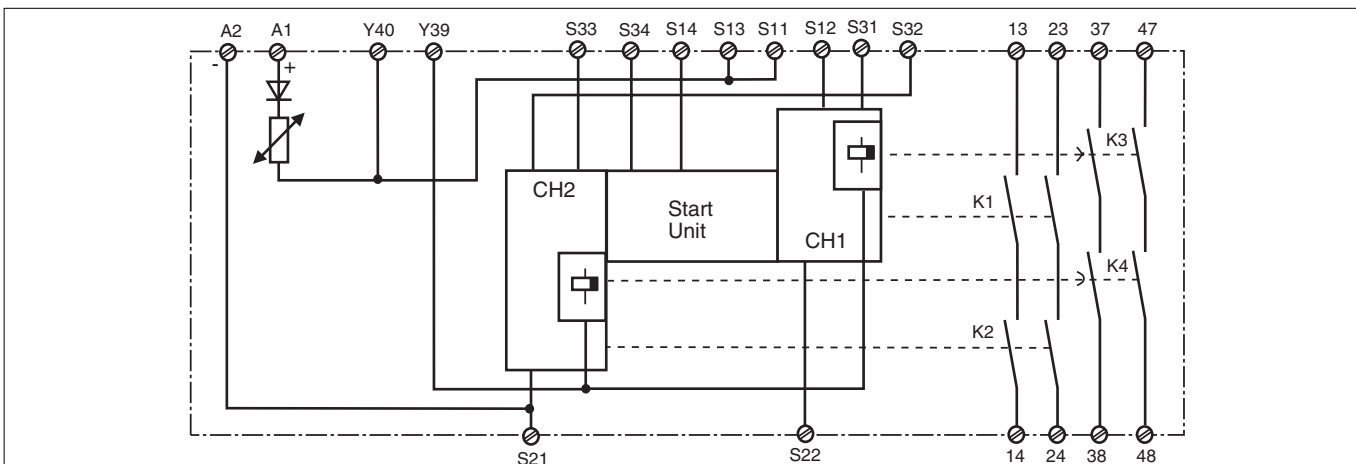 A2 A1 Y40 Y39 S33 S34 S14 S13 S11 S12 S31 S32 13 23 37 47
- +
K3
CH2
Start
Unit
K1
CH1
K4
K2
S21 S22 14 24 38 48